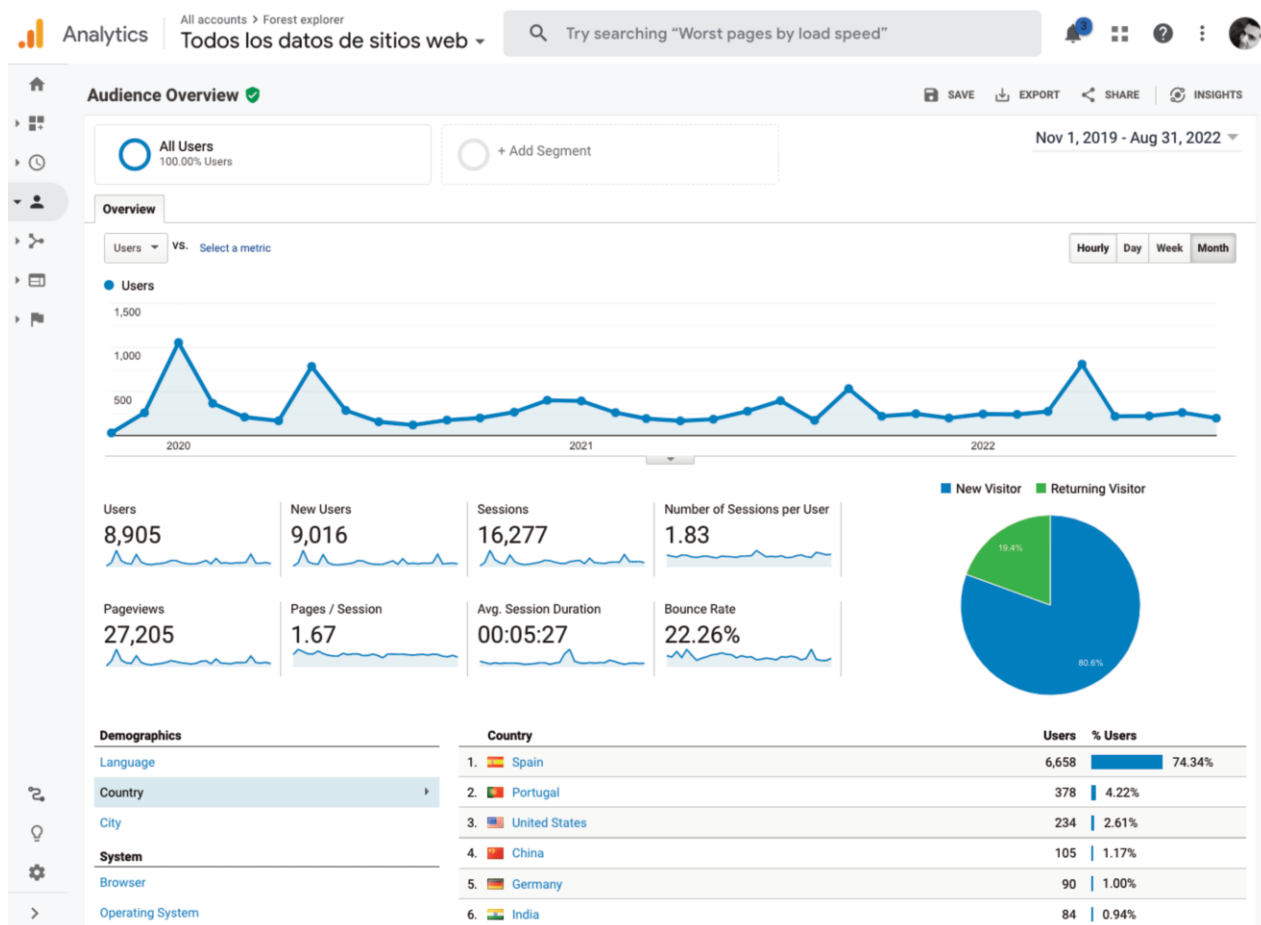 Analytics
All accounts > Forest explorer
Todos los datos de sitios web
Try searching “Worst pages by load speed”
3
Audience Overview
SAVE
EXPORT
SHARE
INSIGHTS
All Users
100.00% Users
+ Add Segment
Nov 1, 2019 - Aug 31, 2022
Overview
Users
VS.
Select a metric
Hourly
Day
Week
Month
Users
1,500
1,000
500
2020
2021
2022
New Visitor
Returning Visitor
Users
8,905
New Users
9,016
Sessions
16,277
Number of Sessions per User
1.83
Pageviews
27,205
Pages / Session
1.67
Avg. Session Duration
00:05:27
Bounce Rate
22.26%
19.4%
80.6%
Demographics
Language
Country
City
System
Browser
Operating System
Country Users % Users
1. Spain 6,658 74.34%
2. Portugal 378 4.22%
3. United States 234 2.61%
4. China 105 1.17%
5. Germany 90 1.00%
6. India 84 0.94%